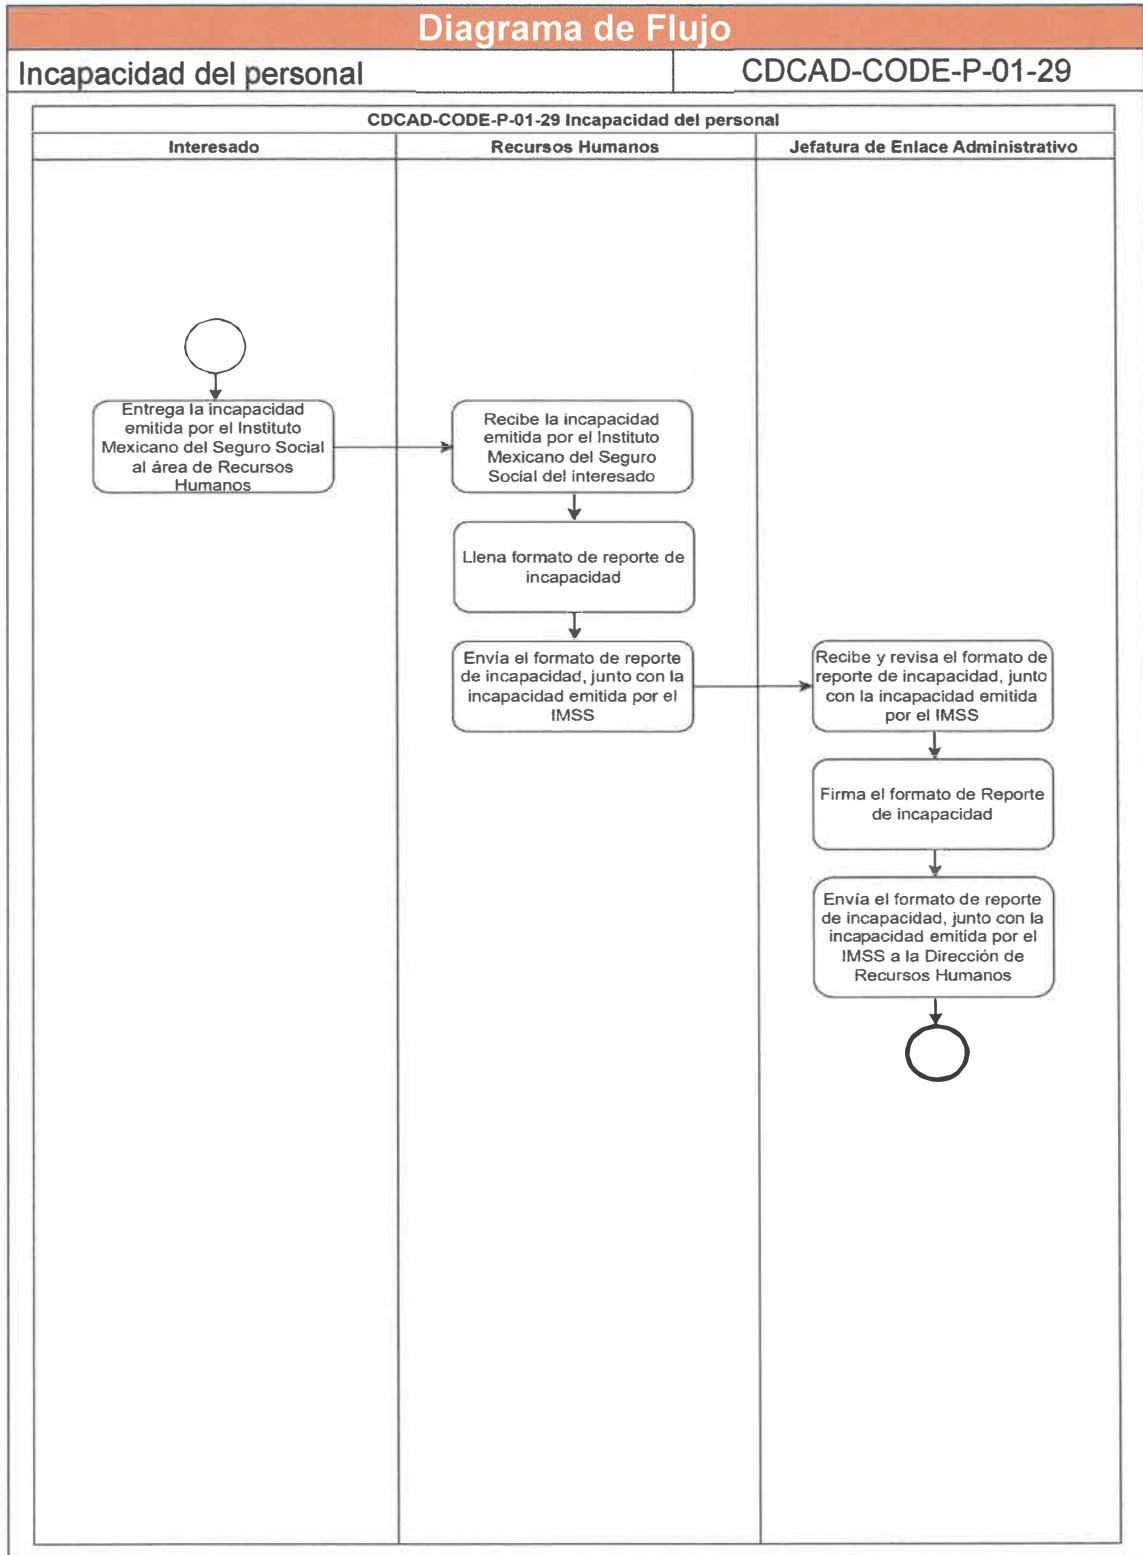 Diagrama de Flujo
Incapacidad del personal
CDCAD-CODE-P-01-29
CDCAD-CODE-P-01-29 Incapacidad del personal
Interesado
Recursos Humanos
Jefatura de Enlace Administrativo
Entrega la incapacidad
emitida por el Instituto
Mexicano del Seguro Social
al área de Recursos
Humanos
Recibe la incapacidad
emitida por el Instituto
Mexicano del Seguro
Social del interesado
Llena formato de reporte de
incapacidad
Envía el formato de reporte
de incapacidad, junto con la
incapacidad emitida por el
IMSS
Recibe y revisa el formato de
reporte de incapacidad, junto
con la incapacidad emitida
por el IMSS
Firma el formato de Reporte
de incapacidad
Envía el formato de reporte
de incapacidad, junto con la
incapacidad emitida por el
IMSS a la Dirección de
Recursos Humanos